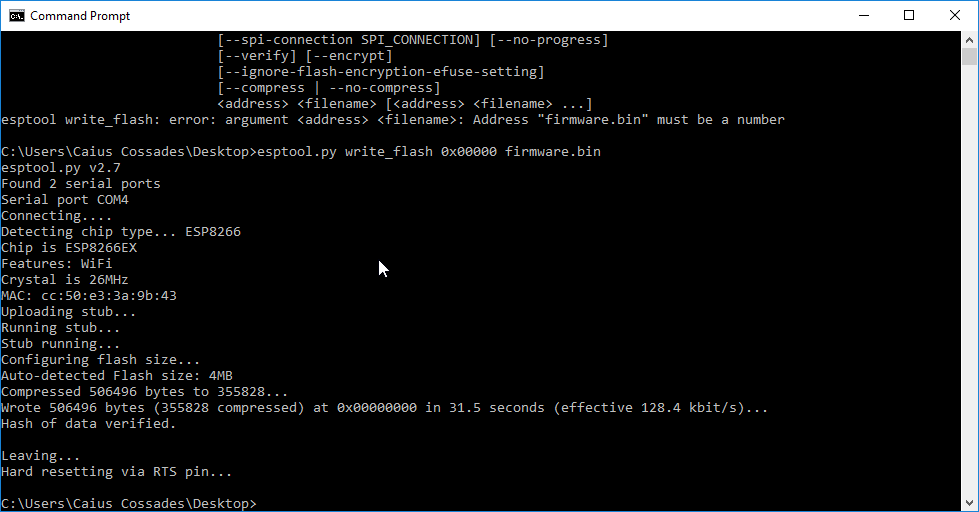 Command Prompt
[--spi-connection SPI_CONNECTION] [--no-progress]
[--verify] [--encrypt]
[--ignore-flash-encryption-efuse-setting]
[--compress | --no-compress]
<address> <filename> [<address> <filename> ...]
esptool write_flash: error: argument <address> <filename>: Address "firmware.bin" must be a number
C:\Users\Caius Cossades\Desktop>esptool.py write_flash 0x00000 firmware.bin
esptool.py v2.7
Found 2 serial ports
Serial port COM4
Connecting....
Detecting chip type... ESP8266
Chip is ESP8266EX
Features: WiFi
Crystal is 26MHz
MAC: cc:50:e3:3a:9b:43
Uploading stub...
Running stub...
Stub running...
Configuring flash size...
Auto-detected Flash size: 4MB
Compressed 506496 bytes to 355828...
Wrote 506496 bytes (355828 compressed) at 0x00000000 in 31.5 seconds (effective 128.4 kbit/s)...
Hash of data verified.
Leaving...
Hard resetting via RTS pin...
C:\Users\Caius Cossades\Desktop>